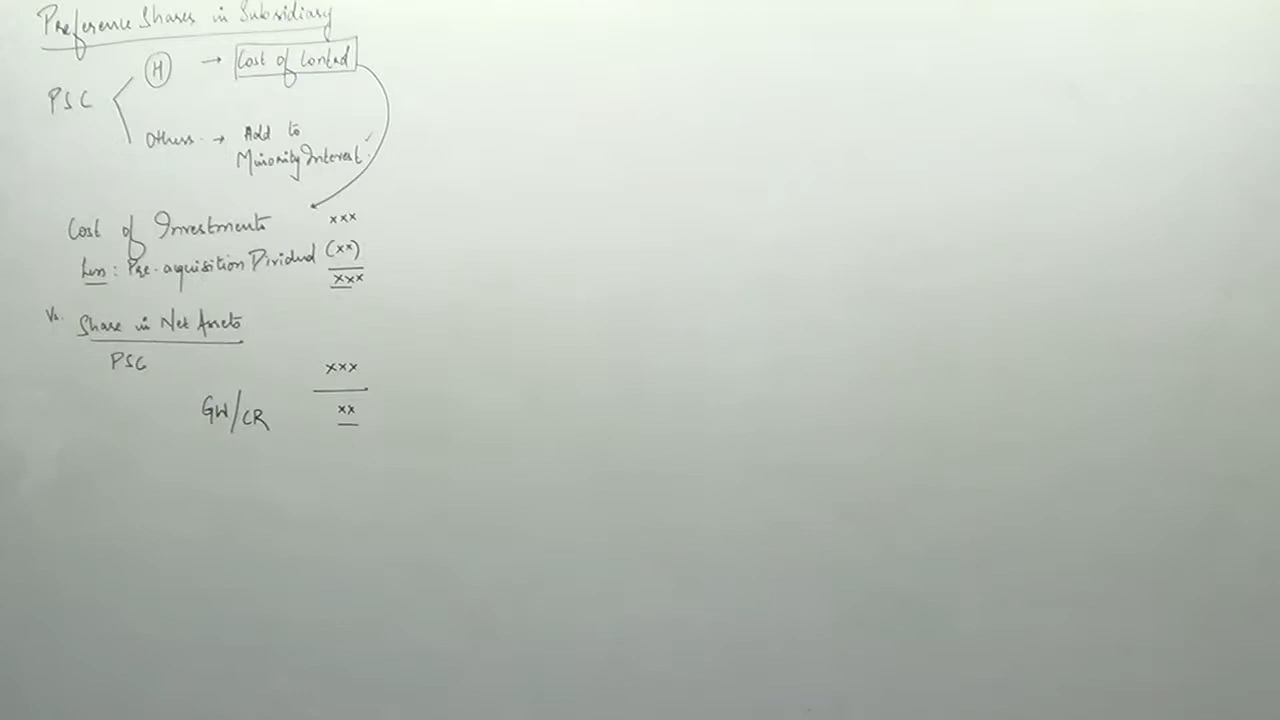 Preference Shares in Subsidiary
PSC
H → Cost of Control
Others → Add to
Minority Interest
Cost of Investments xxx
Less: Pre-acquisition Dividend (xx)
xxx
Vs. Share in Net Assets
PSC xxx
GW/CR xx